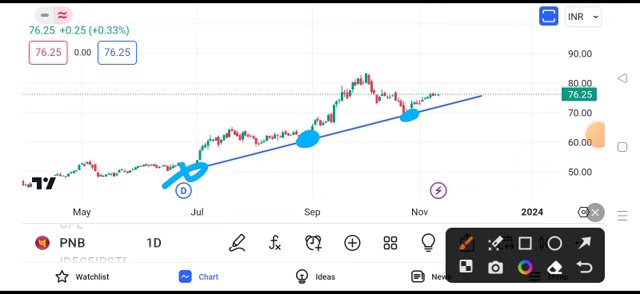 76.25 +0.25 (+0.33%)
INR
76.25 0.00 76.25
90.00
80.00
76.25
70.00
60.00
50.00
D
May Jul Sep Nov 2024
PNB 1D
Watchlist Chart Ideas News